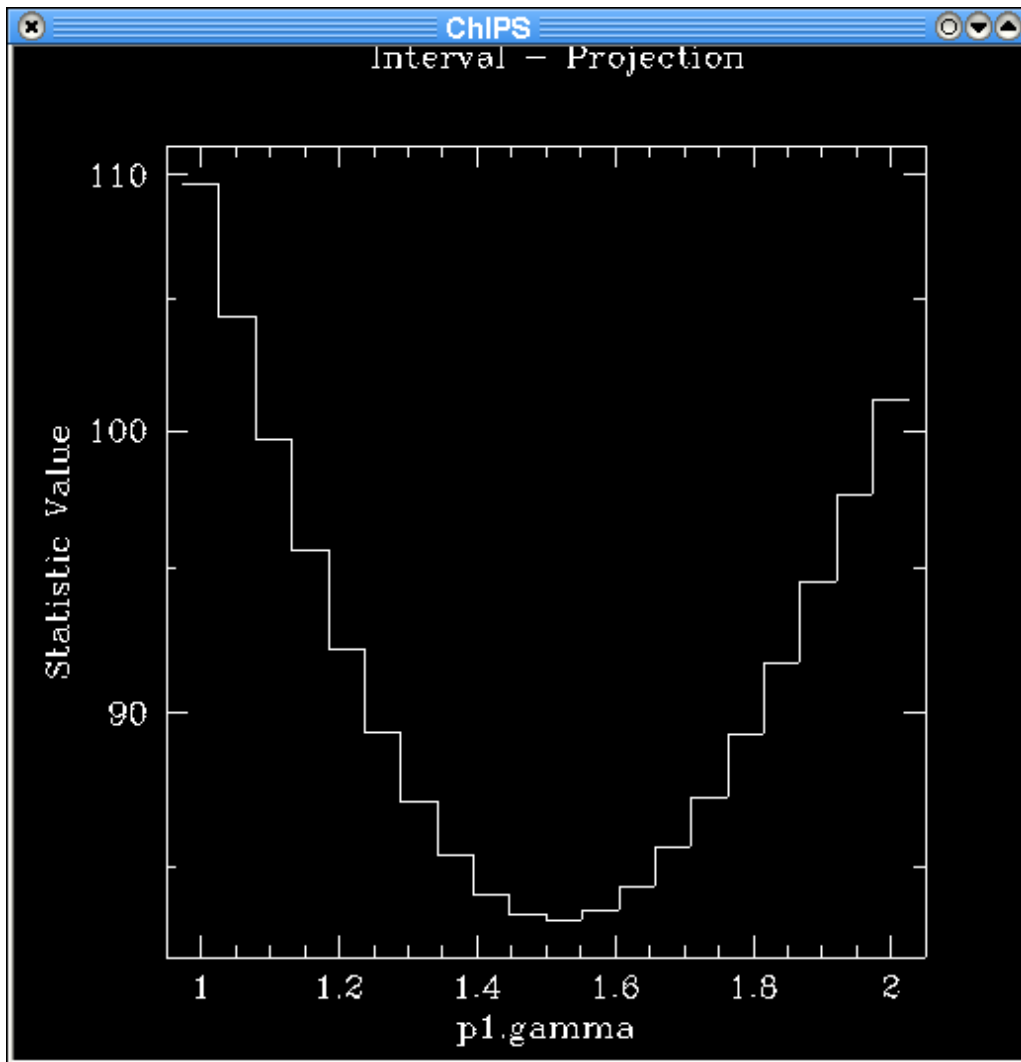 ChIPS
Interval - Projection
110
100
90
Statistic Value
1 1.2 1.4 1.6 1.8 2
p1.gamma